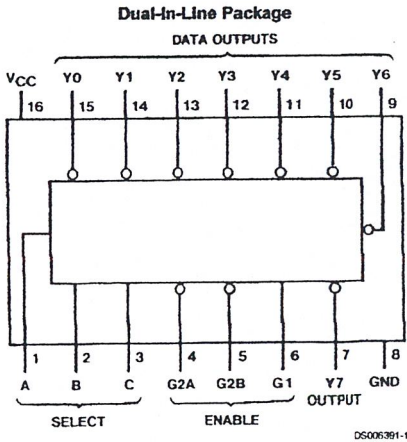 Dual-In-Line Package
DATA OUTPUTS
VCC Y0 Y1 Y2 Y3 Y4 Y5 Y6
16 15 14 13 12 11 10 9
1 2 3 4 5 6 7 8
A B C G2A G2B G1 Y7 GND
OUTPUT
SELECT ENABLE
DS006391-1